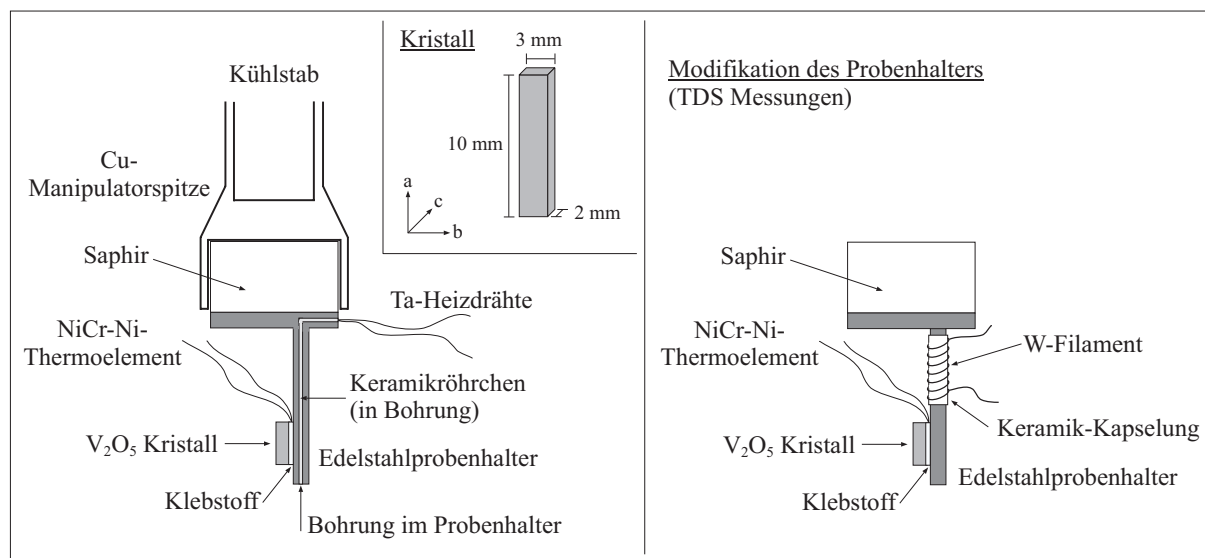 Kühlstab
Cu-
Manipulatorspitze
Saphir
NiCr-Ni-
Thermoelement
Ta-Heizdrähte
Keramikröhrchen
(in Bohrung)
V₂O₅ Kristall
Edelstahlprobenhalter
Klebstoff
Bohrung im Probenhalter
Kristall
3 mm
10 mm
2 mm
a
c
b
Modifikation des Probenhalters
(TDS Messungen)
Saphir
NiCr-Ni-
Thermoelement
W-Filament
Keramik-Kapselung
V₂O₅ Kristall
Edelstahlprobenhalter
Klebstoff